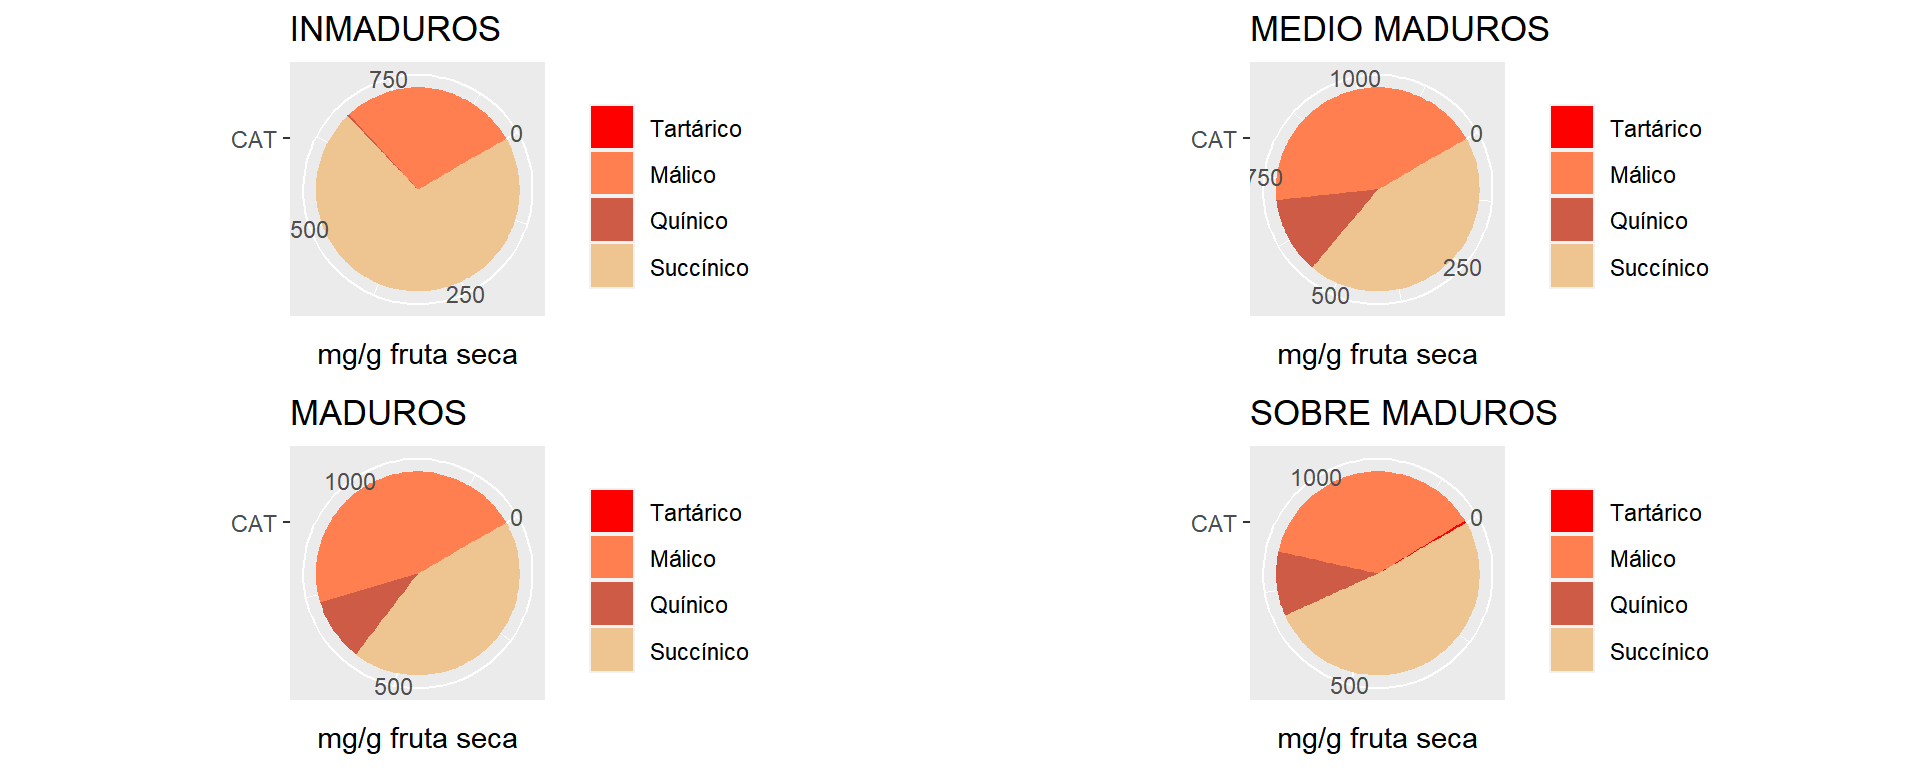 INMADUROS
750
0
CAT
500
250
Tartárico
Málico
Quínico
Succínico
mg/g fruta seca
MEDIO MADUROS
1000
0
CAT
750
250
500
Tartárico
Málico
Quínico
Succínico
mg/g fruta seca
MADUROS
1000
0
CAT
500
Tartárico
Málico
Quínico
Succínico
mg/g fruta seca
SOBRE MADUROS
1000
0
CAT
500
Tartárico
Málico
Quínico
Succínico
mg/g fruta seca